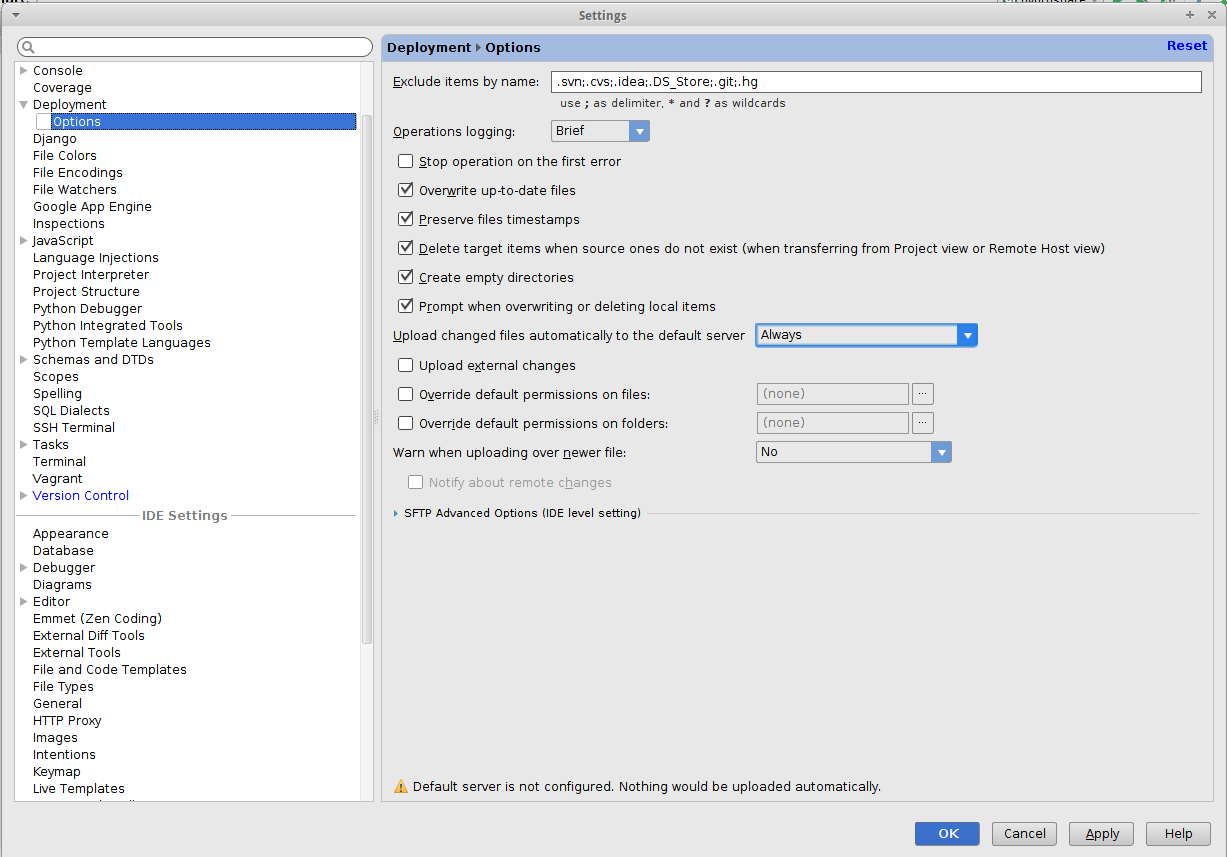 Settings
Console
Coverage
Deployment
Options
Django
File Colors
File Encodings
File Watchers
Google App Engine
Inspections
JavaScript
Language Injections
Project Interpreter
Project Structure
Python Debugger
Python Integrated Tools
Python Template Languages
Schemas and DTDs
Scopes
Spelling
SQL Dialects
SSH Terminal
Tasks
Terminal
Vagrant
Version Control
IDE Settings
Appearance
Database
Debugger
Diagrams
Editor
Emmet (Zen Coding)
External Diff Tools
External Tools
File and Code Templates
File Types
General
HTTP Proxy
Images
Intentions
Keymap
Live Templates
Deployment Options
Reset
Exclude items by name: .svn;.cvs;.idea;.DS_Store;.git;.hg
use ; as delimiter, * and ? as wildcards
Operations logging: Brief
Stop operation on the first error
Overwrite up-to-date files
Preserve files timestamps
Delete target items when source ones do not exist (when transferring from Project view or Remote Host view)
Create empty directories
Prompt when overwriting or deleting local items
Upload changed files automatically to the default server Always
Upload external changes
Override default permissions on files: (none) ...
Override default permissions on folders: (none) ...
Warn when uploading over newer file: No
Notify about remote changes
SFTP Advanced Options (IDE level setting)
Default server is not configured. Nothing would be uploaded automatically.
OK Cancel Apply Help